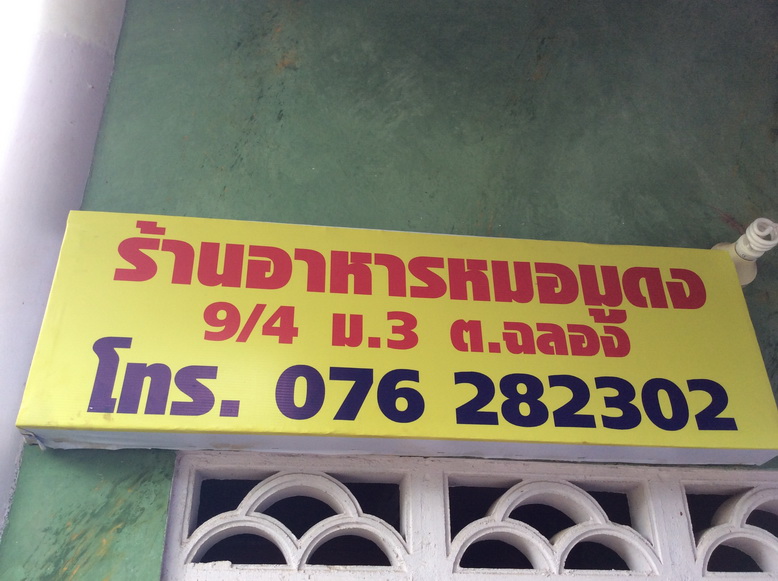 ร้านอาหารหมอมูดง
9/4 ม.3 ต.ฉลอง
โทร. 076 282302